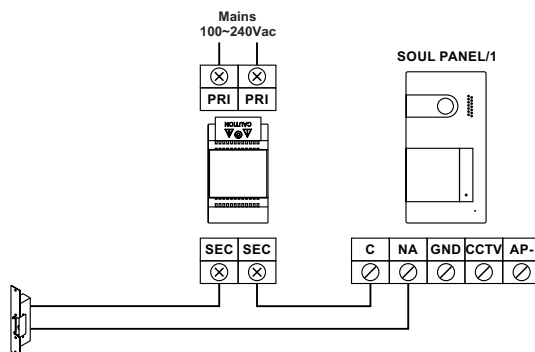 Mains
100~240Vac
SOUL PANEL/1
PRI PRI
CAUTION
SEC SEC
C NA GND CCTV AP-